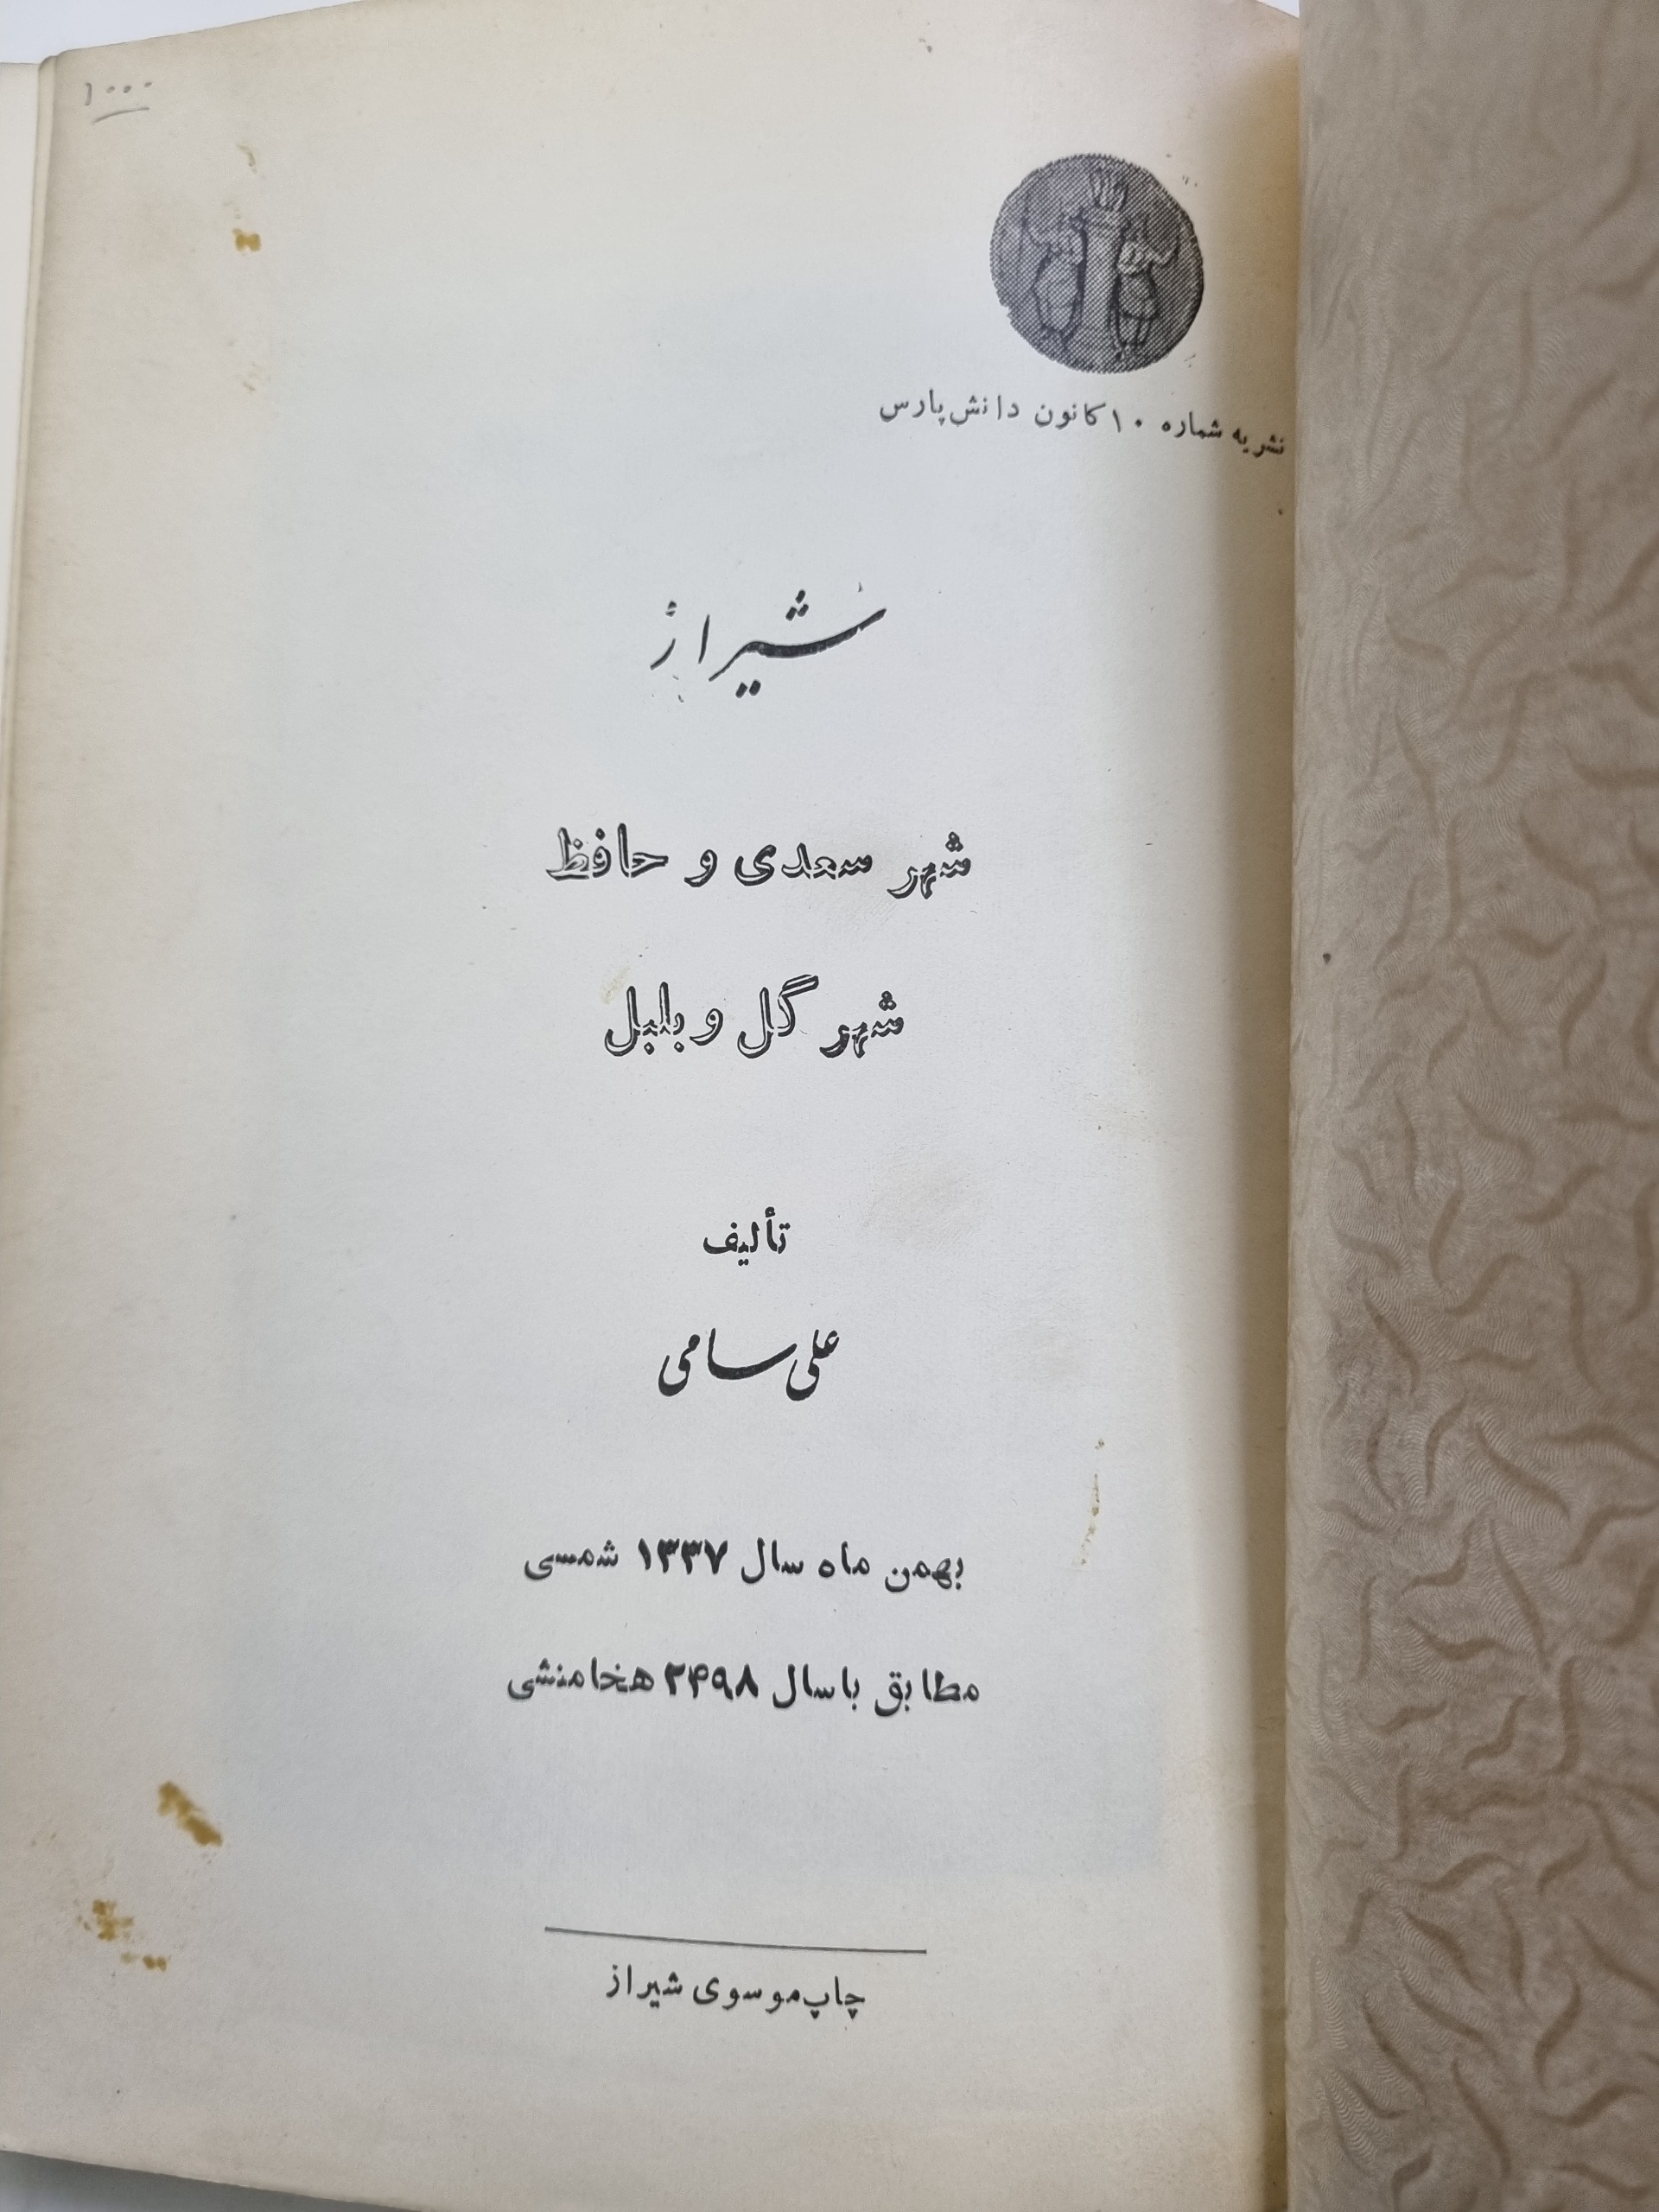 ۱۰۰۰
نشریه شماره ۱۰ کانون دانش پارس
شیراز
شهر سعدی و حافظ
شهر گل و بلبل
تألیف
علی سامی
بهمن ماه سال ۱۳۳۷ شمسی
مطابق با سال ۲۴۹۸ هخامنشی
چاپ موسوی شیراز